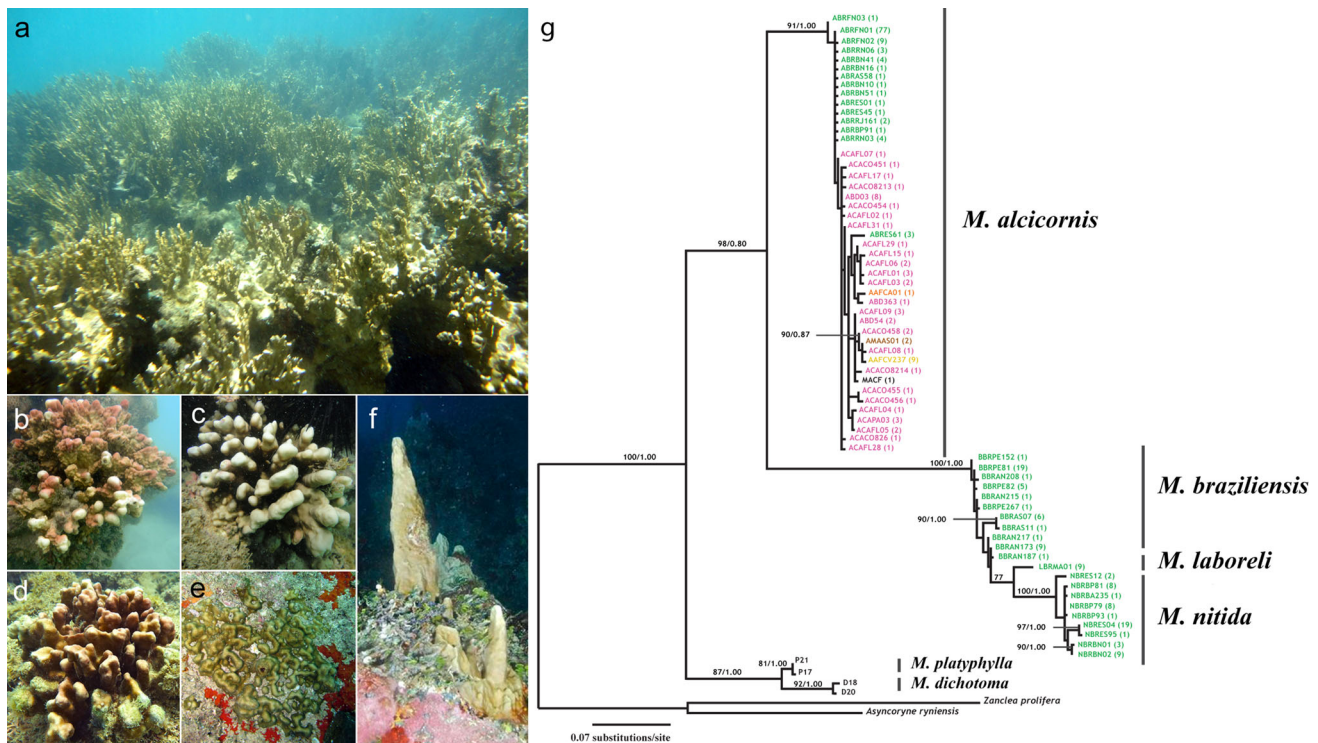 a
b
c
d
e
f
g
ABRFN03 (1)
ABRFN01 (77)
ABRFN02 (9)
ABRRN06 (3)
ABRBN41 (4)
ABRBN16 (1)
ABRAS58 (1)
ABRBN10 (1)
ABRBN51 (1)
ABRES01 (1)
ABRES45 (1)
ABRRJ161 (2)
ABRBP91 (1)
ABRRN03 (4)
ACAFL07 (1)
ACACO451 (1)
ACAFL17 (1)
ACACO8213 (1)
ABD03 (8)
ACACO454 (1)
ACAFL02 (1)
ACAFL31 (1)
ABRES61 (3)
ACAFL29 (1)
ACAFL15 (1)
ACAFL06 (2)
ACAFL01 (3)
ACAFL03 (2)
AAFCA01 (1)
ABD363 (1)
ACAFL09 (3)
ABD54 (2)
ACACO458 (2)
AMAAS01 (2)
ACAFL08 (1)
AAFCV237 (9)
ACACO8214 (1)
MACF (1)
ACACO455 (1)
ACACO456 (1)
ACAFL04 (1)
ACAPA03 (3)
ACAFL05 (2)
ACACO826 (1)
ACAFL28 (1)
BBRPE152 (1)
BBRPE81 (19)
BBRAN208 (1)
BBRPE82 (5)
BBRAN215 (1)
BBRPE267 (1)
BBRAS07 (6)
BBRAS11 (1)
BBRAN217 (1)
BBRAN173 (9)
BBRAN187 (1)
LBRMA01 (9)
NBRES12 (2)
NBRBP81 (8)
NBRBA235 (1)
NBRBP79 (8)
NBRBP93 (1)
NBRES04 (19)
NBRES95 (1)
NBRBN01 (3)
NBRBN02 (9)
P21
P17
D18
D20
Zanclea prolifera
Asyncoryne ryniensis
91/1.00
98/0.80
90/0.87
100/1.00
100/1.00
90/1.00
77
100/1.00
97/1.00
90/1.00
81/1.00
87/1.00
92/1.00
M. alcicornis
M. braziliensis
M. laboreli
M. nitida
M. platyphylla
M. dichotoma
0.07 substitutions/site